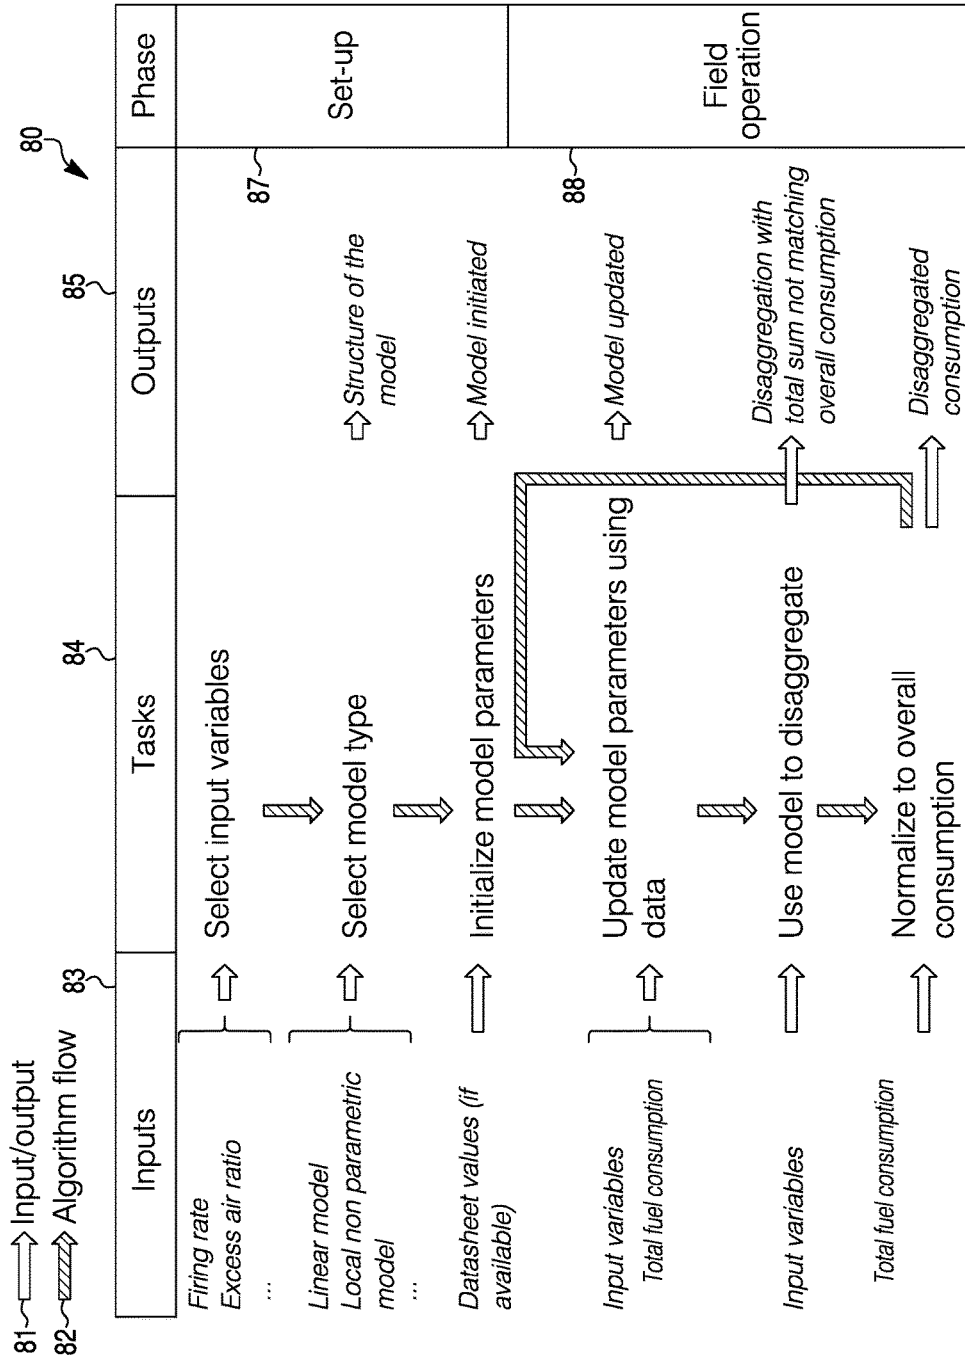 81
Input/output
82
Algorithm flow
80
83
84
85
Inputs
Tasks
Outputs
Phase
Firing rate
Excess air ratio
...
Select input variables
87
Set-up
Linear model
Local non parametric
model
...
Select model type
Structure of the
model
Datasheet values (if
available)
Initialize model parameters
Model initiated
Input variables
Total fuel consumption
Update model parameters using
data
Model updated
88
Field
operation
Input variables
Use model to disaggregate
Disaggregation with
total sum not matching
overall consumption
Total fuel consumption
Normalize to overall
consumption
Disaggregated
consumption